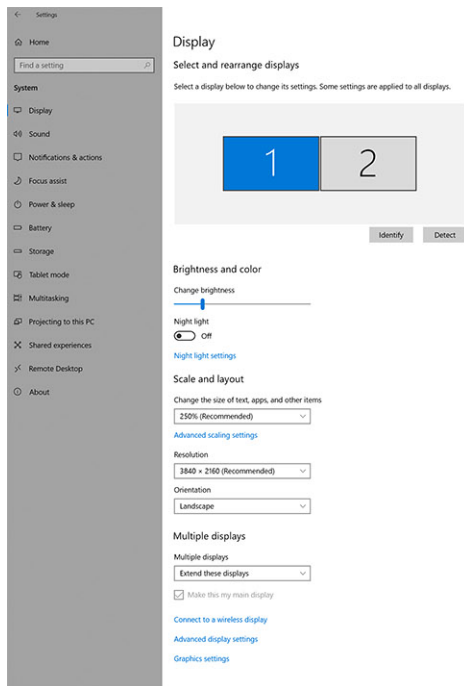 Settings
Home
Find a setting
System
Display
Sound
Notifications & actions
Focus assist
Power & sleep
Battery
Storage
Tablet mode
Multitasking
Projecting to this PC
Shared experiences
Remote Desktop
About
Display
Select and rearrange displays
Select a display below to change its settings. Some settings are applied to all displays.
1 2
Identify Detect
Brightness and color
Change brightness
Night light
Off
Night light settings
Scale and layout
Change the size of text, apps, and other items
250% (Recommended)
Advanced scaling settings
Resolution
3840 × 2160 (Recommended)
Orientation
Landscape
Multiple displays
Multiple displays
Extend these displays
Make this my main display
Connect to a wireless display
Advanced display settings
Graphics settings